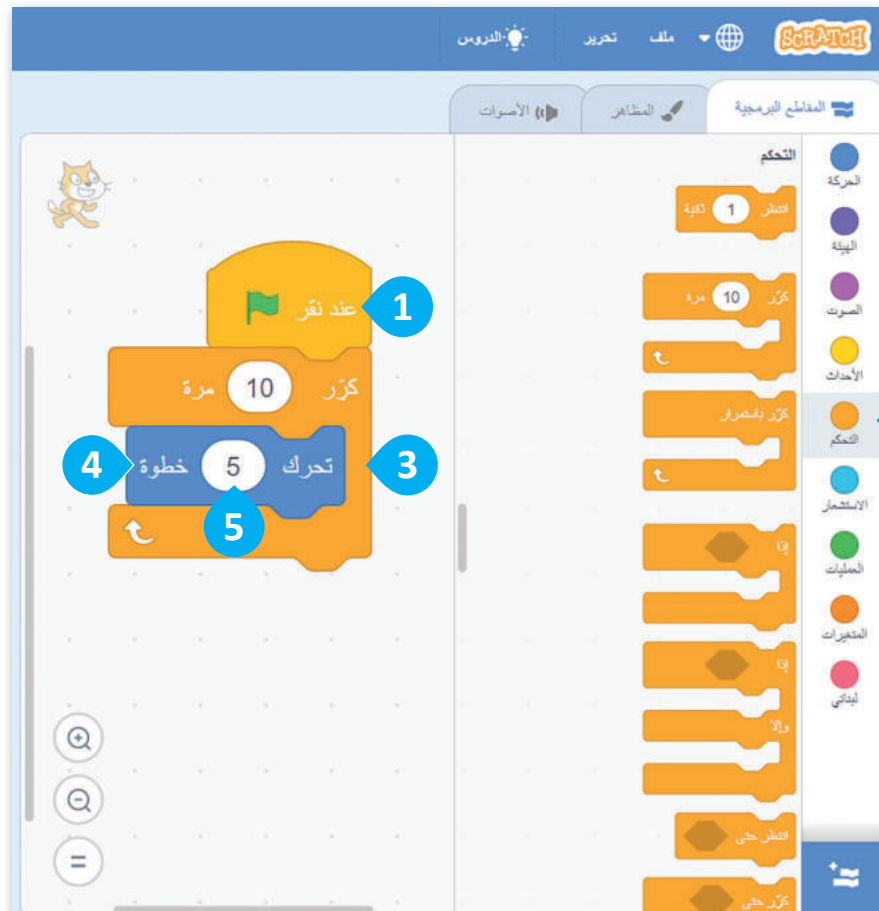 SCRATCH ملف تحرير الدروس
المقاطع البرمجية المظاهر الأصوات
الحركة
الهيئة
الصوت
الأحداث
التحكم
الاستشعار
العمليات
المتغيرات
لبناتي
التحكم
انتظر 1 ثانية
كرّر 10 مرة
كرّر باستمرار
إذا
إذا
وإلا
انتظر حتى
كرّر حتى
عند نقر
1
كرّر 10 مرة
3
تحرك 5 خطوة
4
5